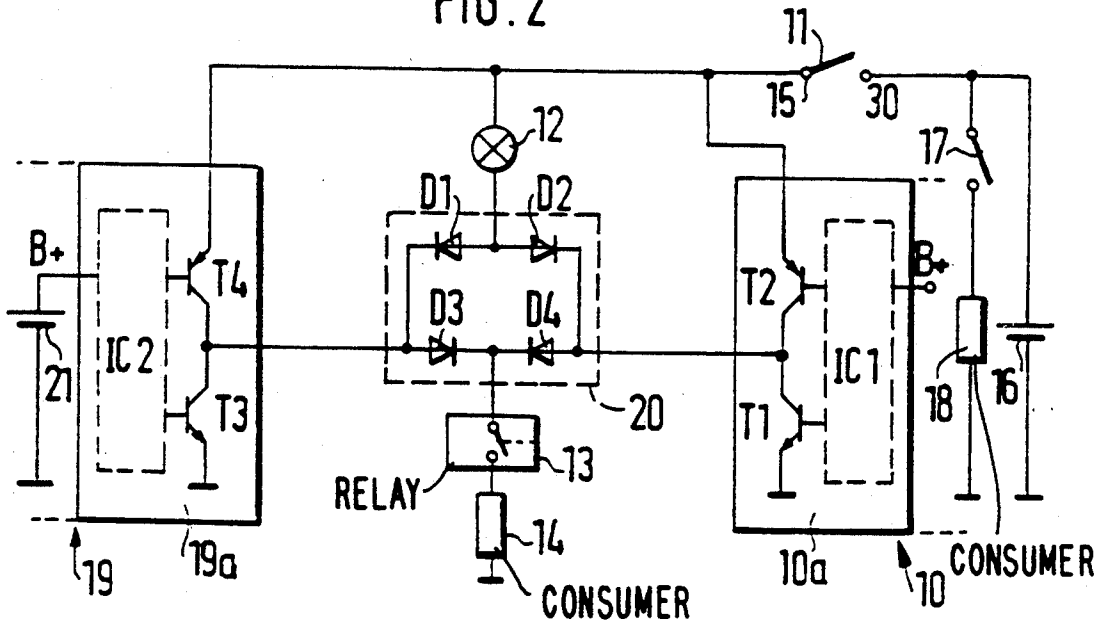 FIG. 2
11
15
30
12
17
D1
D2
B+
B+
T4
T2
D3
D4
IC 2
IC 1
21
18
16
T3
T1
20
RELAY
13
14
19
19a
10a
10
CONSUMER
CONSUMER